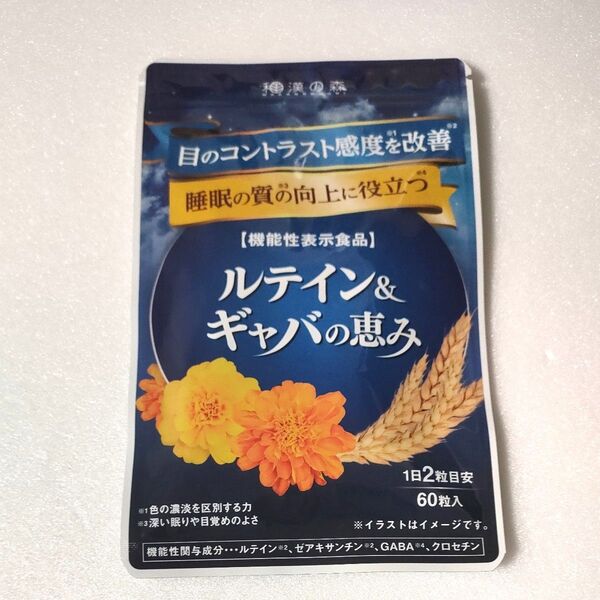 漢の森
目のコントラスト感度※1を改善※2
睡眠の質※3の向上に役立つ※4
【機能性表示食品】
ルテイン&
ギャバの恵み
1日2粒目安
60粒入
※1色の濃淡を区別する力
※3深い眠りや目覚めのよさ
※イラストはイメージです。
機能性関与成分・・・ルテイン※2、ゼアキサンチン※2、GABA※4、クロセチン